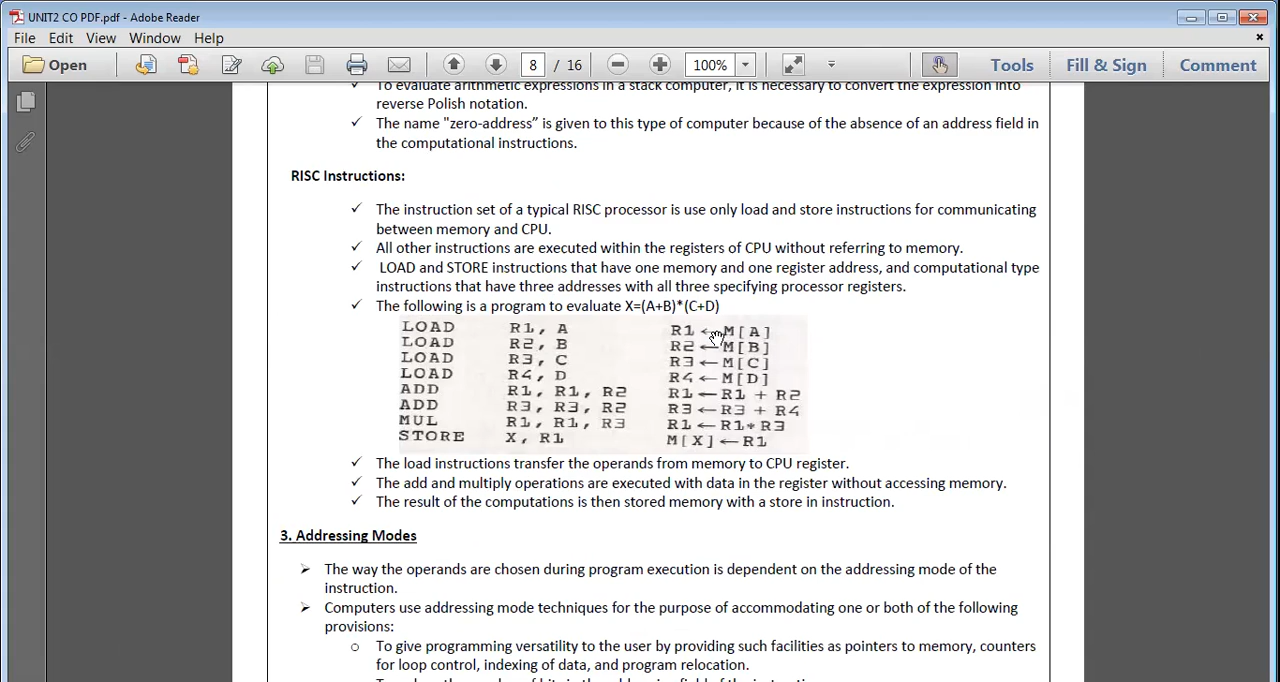 UNIT2 CO PDF.pdf - Adobe Reader
File Edit View Window Help
Open 8 / 16 100% Tools Fill & Sign Comment
✓ To evaluate arithmetic expressions in a stack computer, it is necessary to convert the expression into
reverse Polish notation.
✓ The name "zero-address” is given to this type of computer because of the absence of an address field in
the computational instructions.
RISC Instructions:
✓ The instruction set of a typical RISC processor is use only load and store instructions for communicating
between memory and CPU.
✓ All other instructions are executed within the registers of CPU without referring to memory.
✓ LOAD and STORE instructions that have one memory and one register address, and computational type
instructions that have three addresses with all three specifying processor registers.
✓ The following is a program to evaluate X=(A+B)*(C+D)
LOAD R1, A R1 ← M[A]
LOAD R2, B R2 ← M[B]
LOAD R3, C R3 ← M[C]
LOAD R4, D R4 ← M[D]
ADD R1, R1, R2 R1 ← R1 + R2
ADD R3, R3, R2 R3 ← R3 + R4
MUL R1, R1, R3 R1 ← R1*R3
STORE X, R1 M[X] ← R1
✓ The load instructions transfer the operands from memory to CPU register.
✓ The add and multiply operations are executed with data in the register without accessing memory.
✓ The result of the computations is then stored memory with a store in instruction.
3. Addressing Modes
➢ The way the operands are chosen during program execution is dependent on the addressing mode of the
instruction.
➢ Computers use addressing mode techniques for the purpose of accommodating one or both of the following
provisions:
o To give programming versatility to the user by providing such facilities as pointers to memory, counters
for loop control, indexing of data, and program relocation.